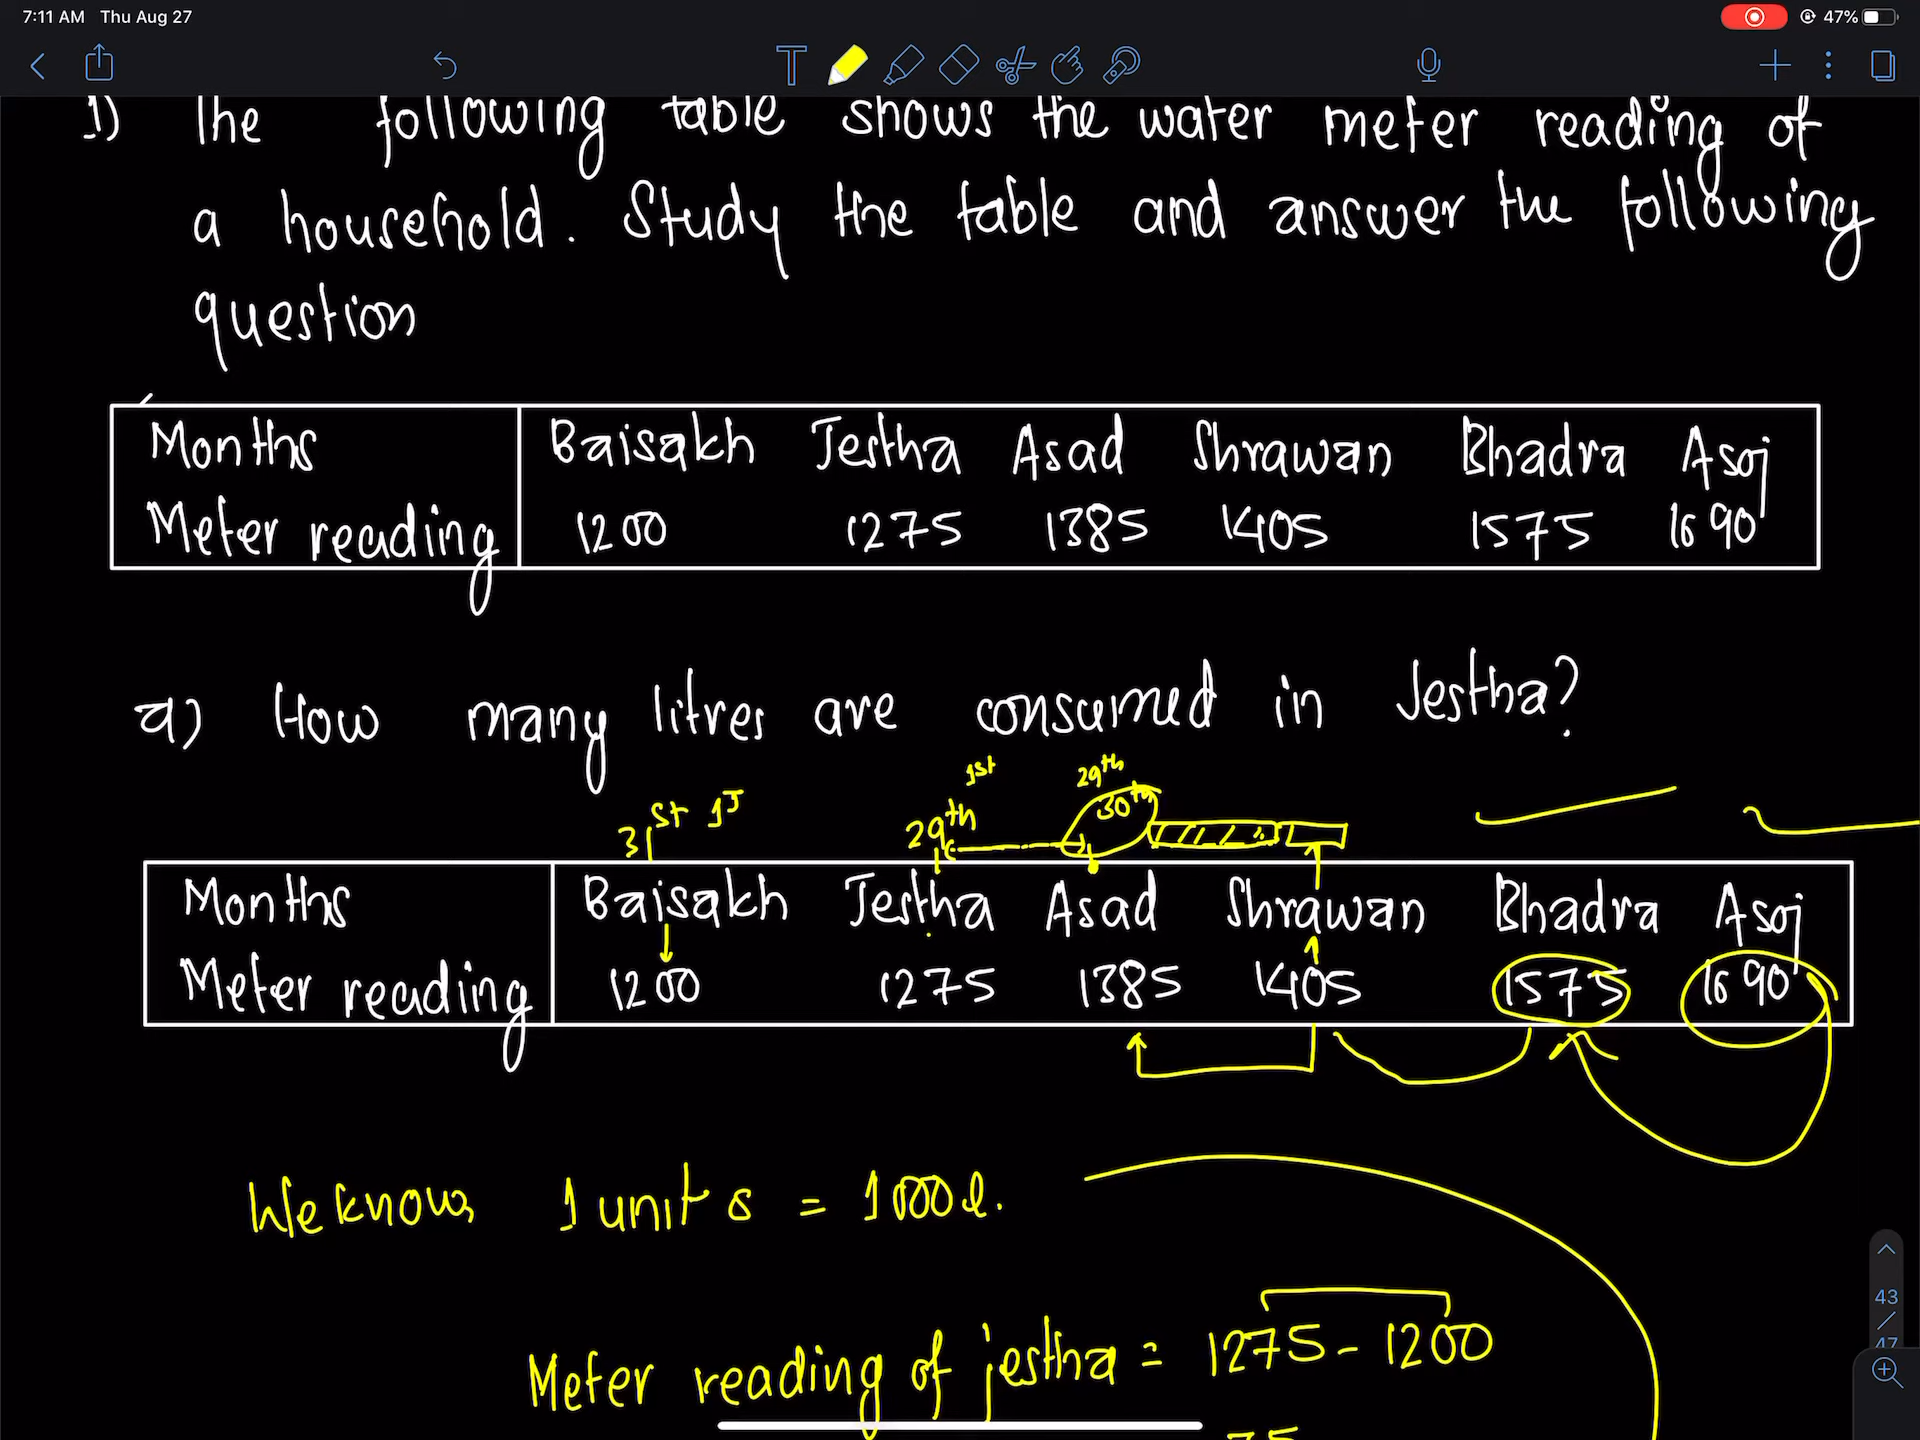 7:11 AM Thu Aug 27
47%
1) The following table shows the water meter reading of
a household. Study the table and answer the following
question
Months Baisakh Jestha Asad Shrawan Bhadra Asoj
Meter reading 1200 1275 1385 1405 1575 1690
a) How many litres are consumed in Jestha?
1st 29th
31st 1J 29th 30th
Months Baisakh Jestha Asad Shrawan Bhadra Asoj
Meter reading 1200 1275 1385 1405 1575 1690
We know, 1 units = 1000l.
Meter reading of jestha = 1275 - 1200
75
43
/
47